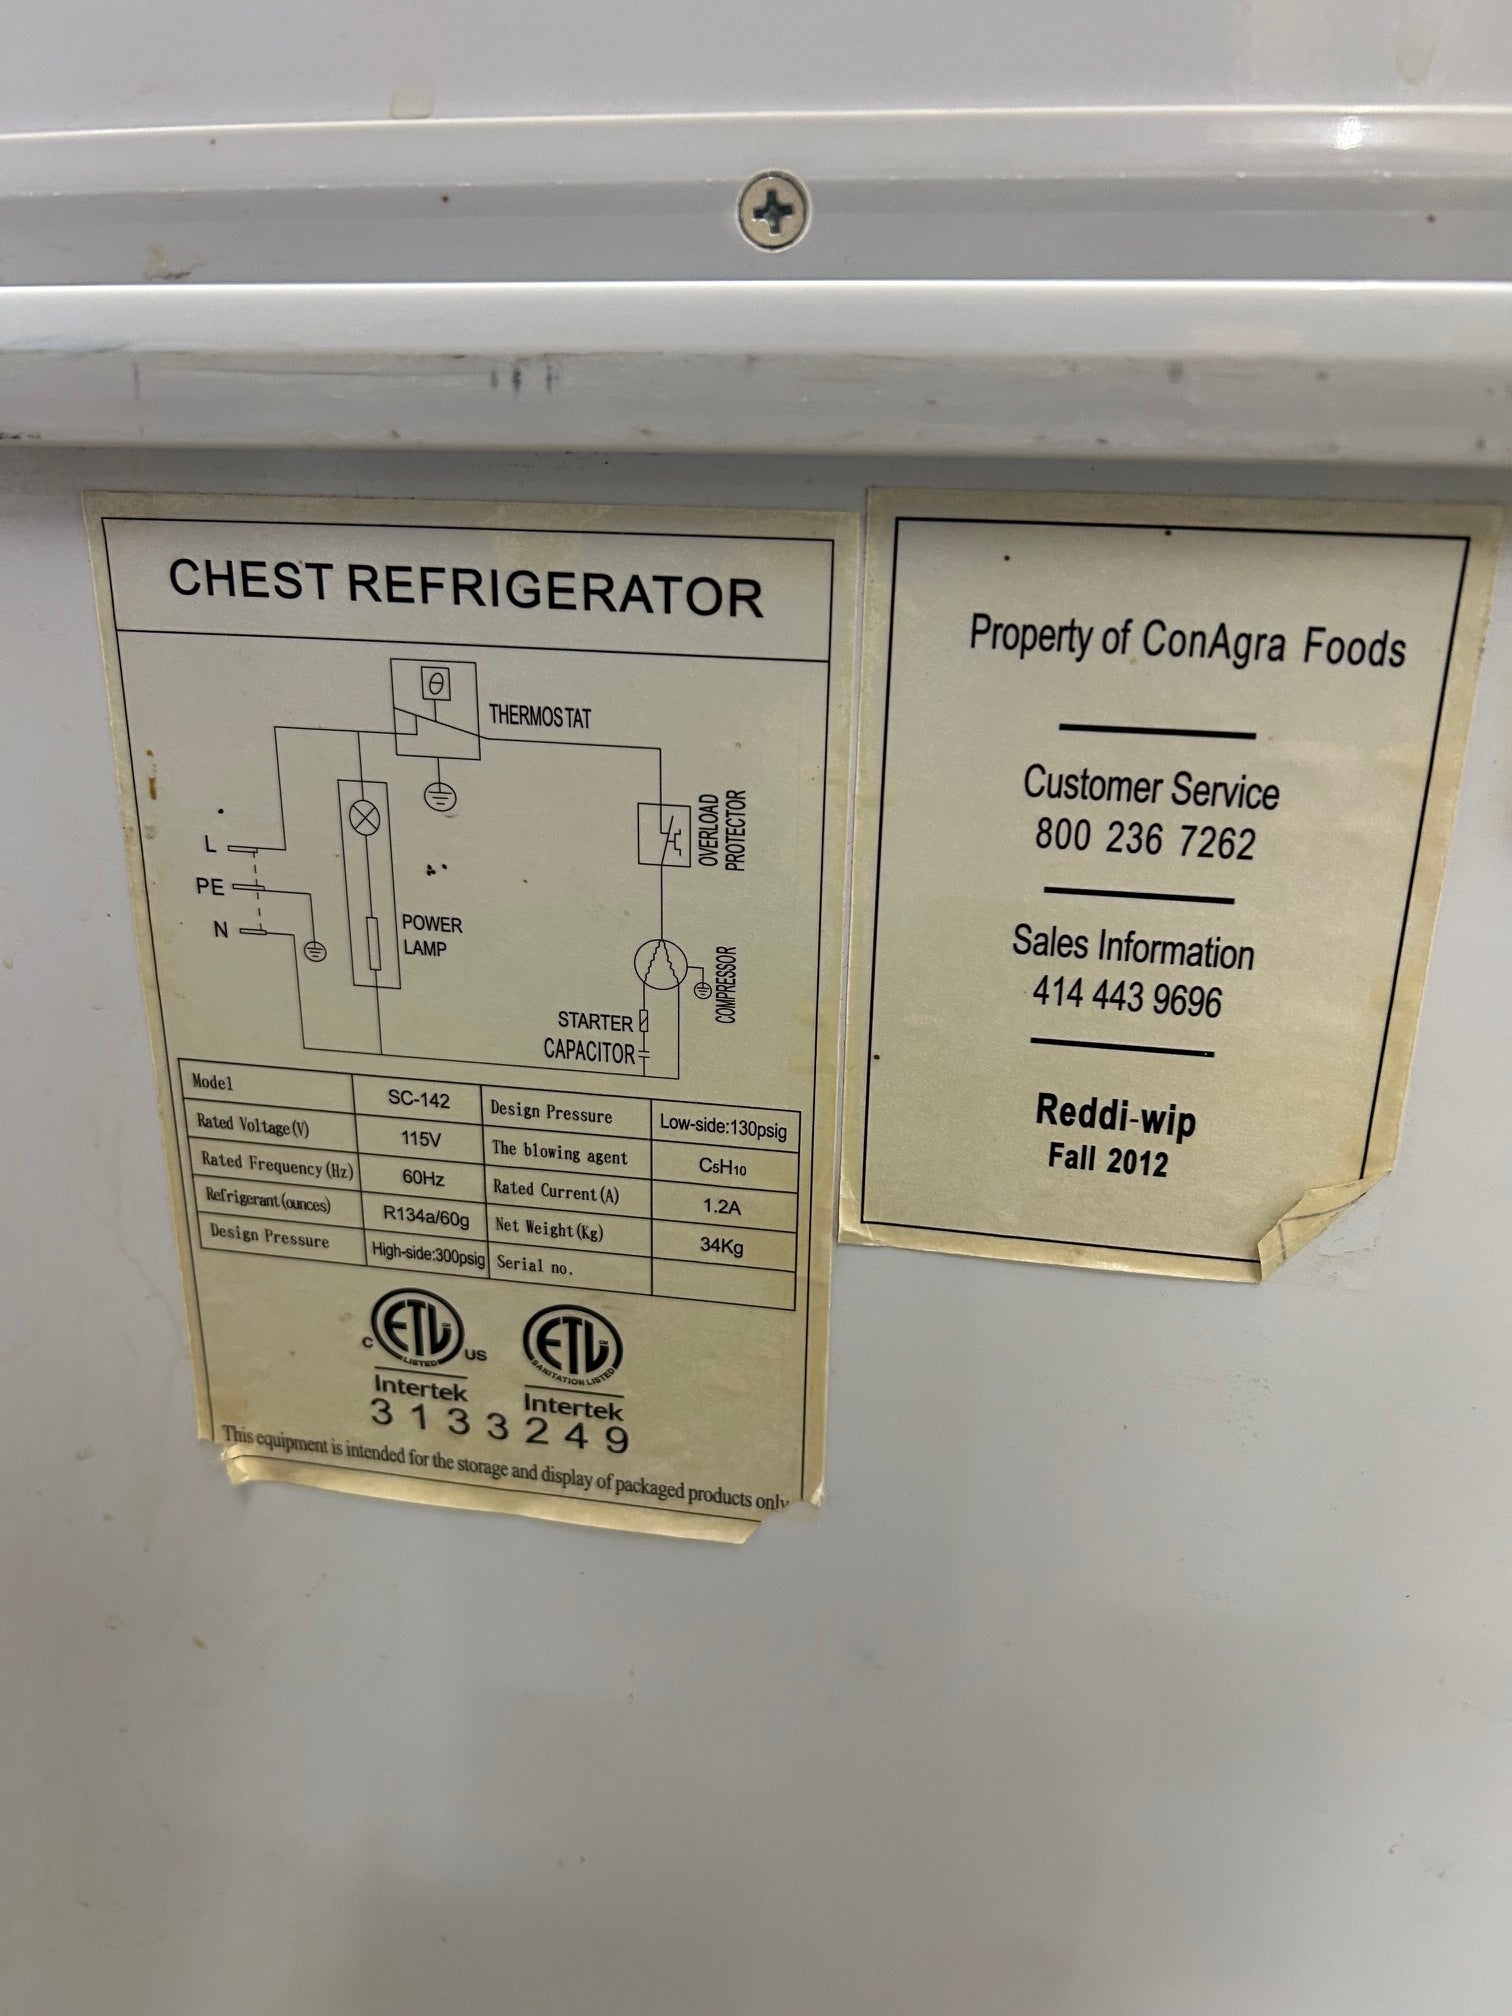 CHEST REFRIGERATOR
θ
THERMOSTAT
OVERLOAD
PROTECTOR
L
PE
N
POWER
LAMP
COMPRESSOR
STARTER
CAPACITOR
Model SC-142 Design Pressure Low-side:130psig
Rated Voltage(V) 115V The blowing agent C5H10
Rated Frequency(Hz) 60Hz Rated Current(A) 1.2A
Refrigerant(ounces) R134a/60g Net Weight(Kg) 34Kg
Design Pressure High-side:300psig Serial no.
C ETL US LISTED
Intertek
ETL SANITATION LISTED
Intertek
3133249
This equipment is intended for the storage and display of packaged products only
Property of ConAgra Foods
Customer Service
800 236 7262
Sales Information
414 443 9696
Reddi-wip
Fall 2012